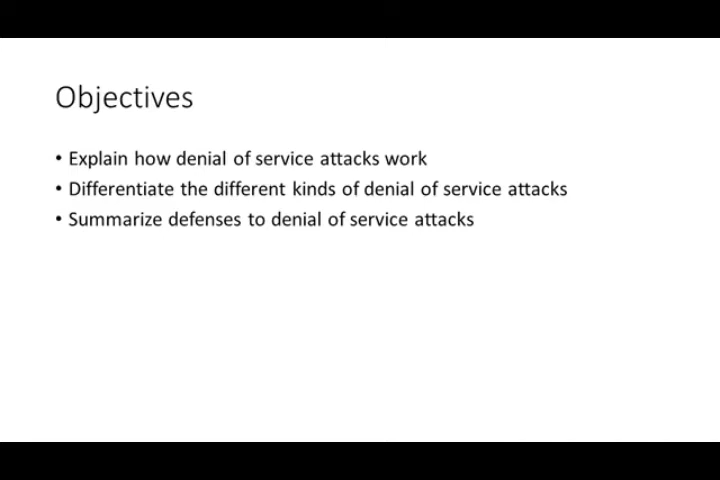 Objectives
• Explain how denial of service attacks work
• Differentiate the different kinds of denial of service attacks
• Summarize defenses to denial of service attacks